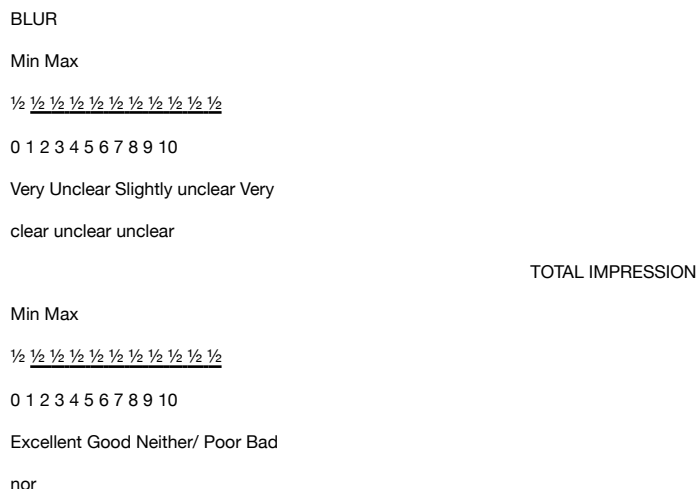 BLUR
Min Max
½ ½ ½ ½ ½ ½ ½ ½ ½ ½ ½
0 1 2 3 4 5 6 7 8 9 10
Very Unclear Slightly unclear Very
clear unclear unclear
TOTAL IMPRESSION
Min Max
½ ½ ½ ½ ½ ½ ½ ½ ½ ½ ½
0 1 2 3 4 5 6 7 8 9 10
Excellent Good Neither/ Poor Bad
nor